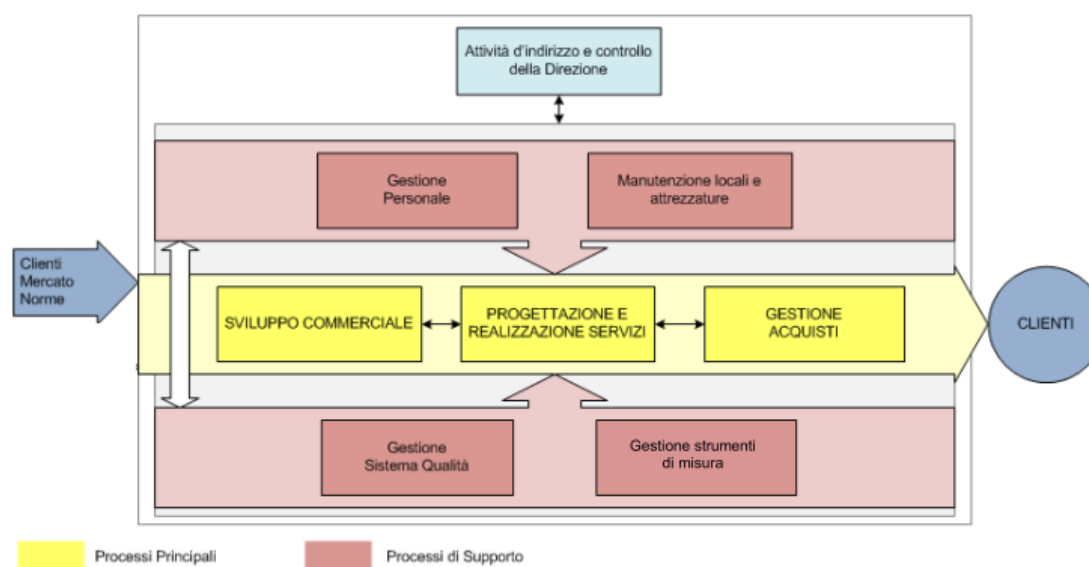 Attività d'indirizzo e controllo
della Direzione
Gestione
Personale
Manutenzione locali e
attrezzature
Clienti
Mercato
Norme
SVILUPPO COMMERCIALE
PROGETTAZIONE E
REALIZZAZIONE SERVIZI
GESTIONE
ACQUISTI
CLIENTI
Gestione
Sistema Qualità
Gestione strumenti
di misura
Processi Principali
Processi di Supporto